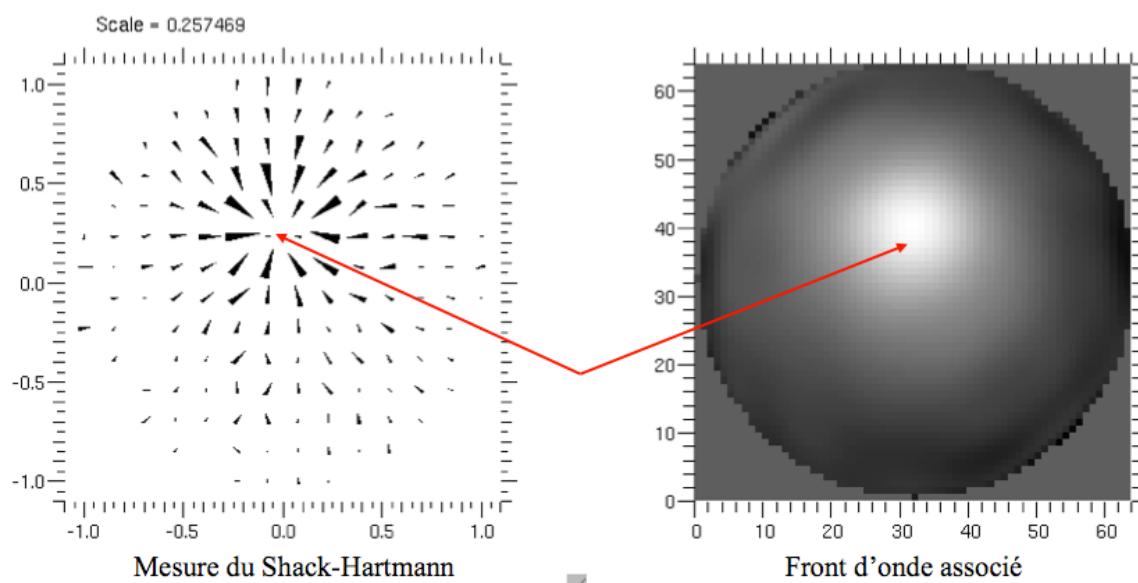 Scale = 0.257469
1.0
0.5
0.0
-0.5
-1.0
-1.0 -0.5 0.0 0.5 1.0
Mesure du Shack-Hartmann
60
50
40
30
20
10
0
0 10 20 30 40 50 60
Front d'onde associé